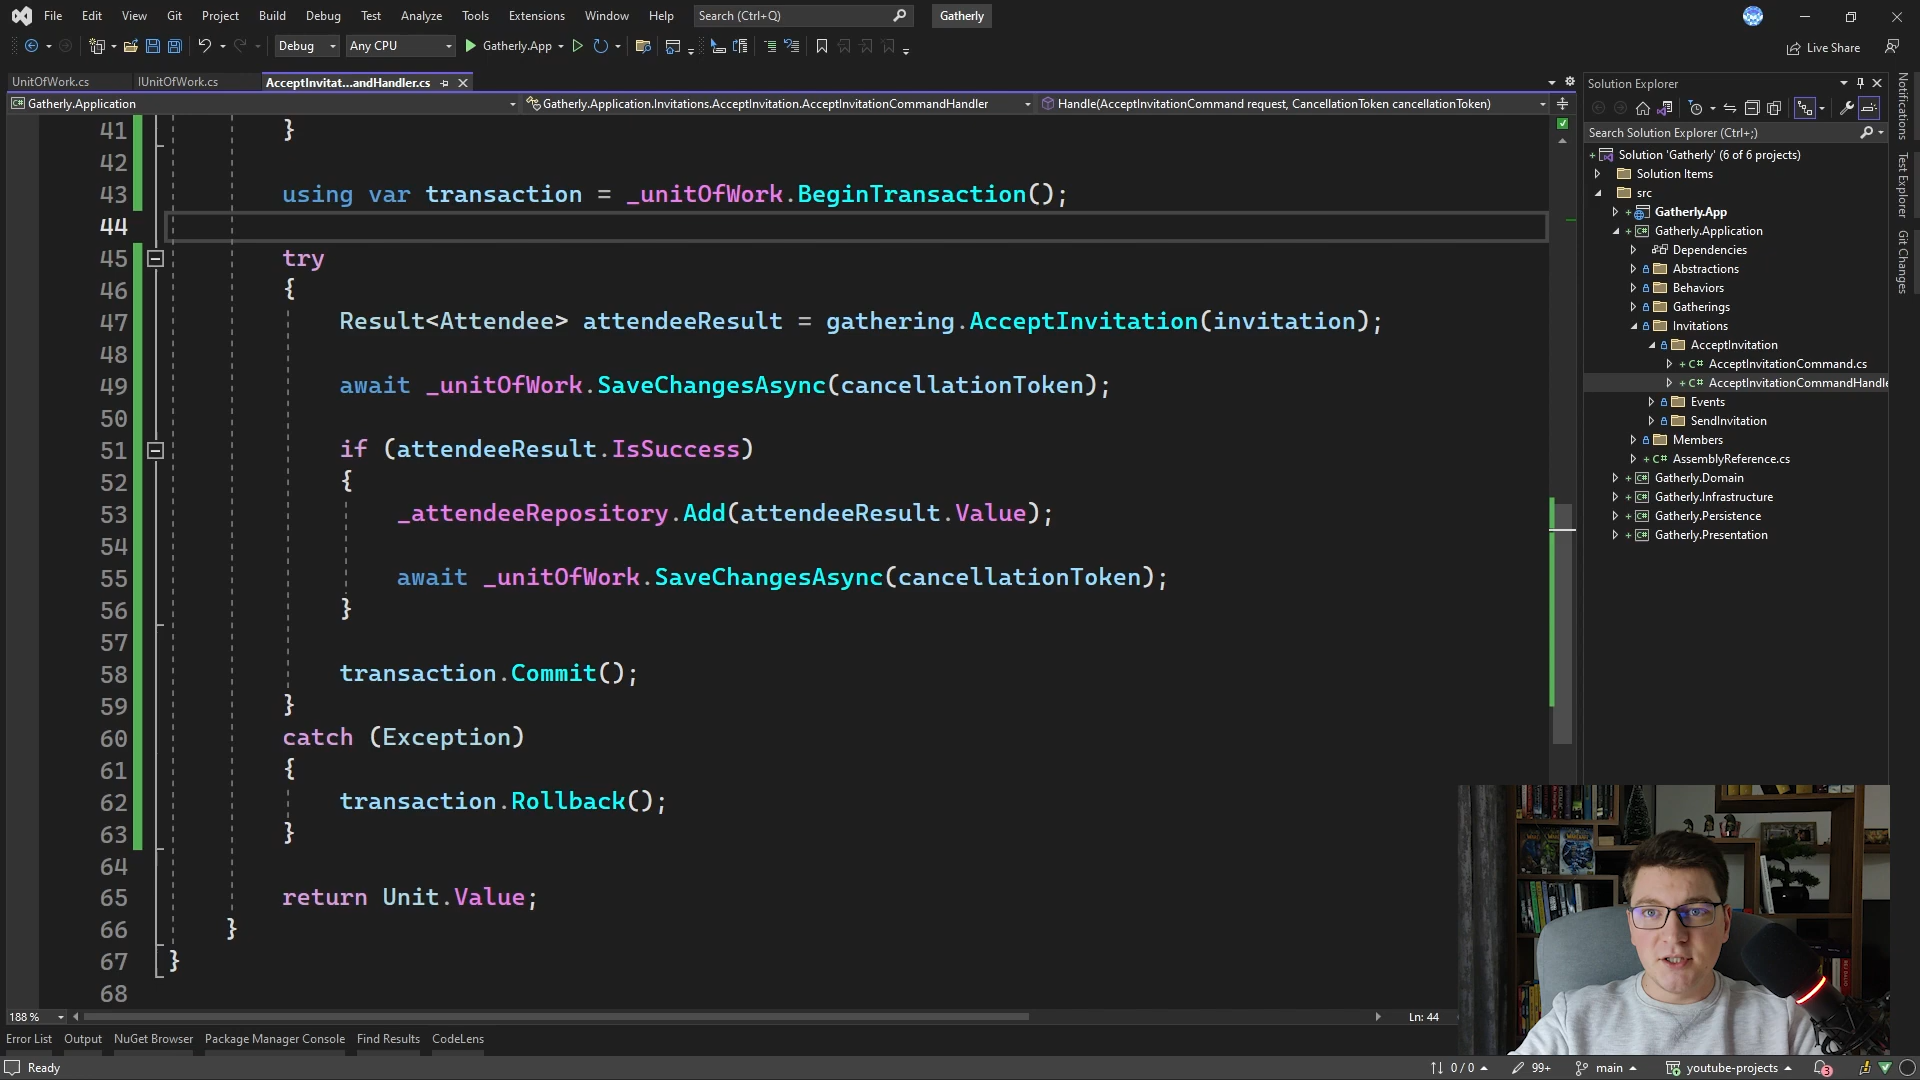 File Edit View Git Project Build Debug Test Analyze Tools Extensions Window Help Search (Ctrl+Q) Gatherly
Debug Any CPU Gatherly.App Live Share
UnitOfWork.cs IUnitOfWork.cs AcceptInvitat...andHandler.cs
Gatherly.Application Gatherly.Application.Invitations.AcceptInvitation.AcceptInvitationCommandHandler Handle(AcceptInvitationCommand request, CancellationToken cancellationToken)
41 }
42
43 using var transaction = _unitOfWork.BeginTransaction();
44
45 try
46 {
47 Result<Attendee> attendeeResult = gathering.AcceptInvitation(invitation);
48
49 await _unitOfWork.SaveChangesAsync(cancellationToken);
50
51 if (attendeeResult.IsSuccess)
52 {
53 _attendeeRepository.Add(attendeeResult.Value);
54
55 await _unitOfWork.SaveChangesAsync(cancellationToken);
56 }
57
58 transaction.Commit();
59 }
60 catch (Exception)
61 {
62 transaction.Rollback();
63 }
64
65 return Unit.Value;
66 }
67 }
68
188 % Ln: 44
Error List Output NuGet Browser Package Manager Console Find Results CodeLens
Ready 0 / 0 99+ main youtube-projects 3
Solution Explorer
Search Solution Explorer (Ctrl+;)
Solution 'Gatherly' (6 of 6 projects)
Solution Items
src
Gatherly.App
Gatherly.Application
Dependencies
Abstractions
Behaviors
Gatherings
Invitations
AcceptInvitation
C# AcceptInvitationCommand.cs
C# AcceptInvitationCommandHandle
Events
SendInvitation
Members
C# AssemblyReference.cs
Gatherly.Domain
Gatherly.Infrastructure
Gatherly.Persistence
Gatherly.Presentation
Notifications
Test Explorer
Git Changes